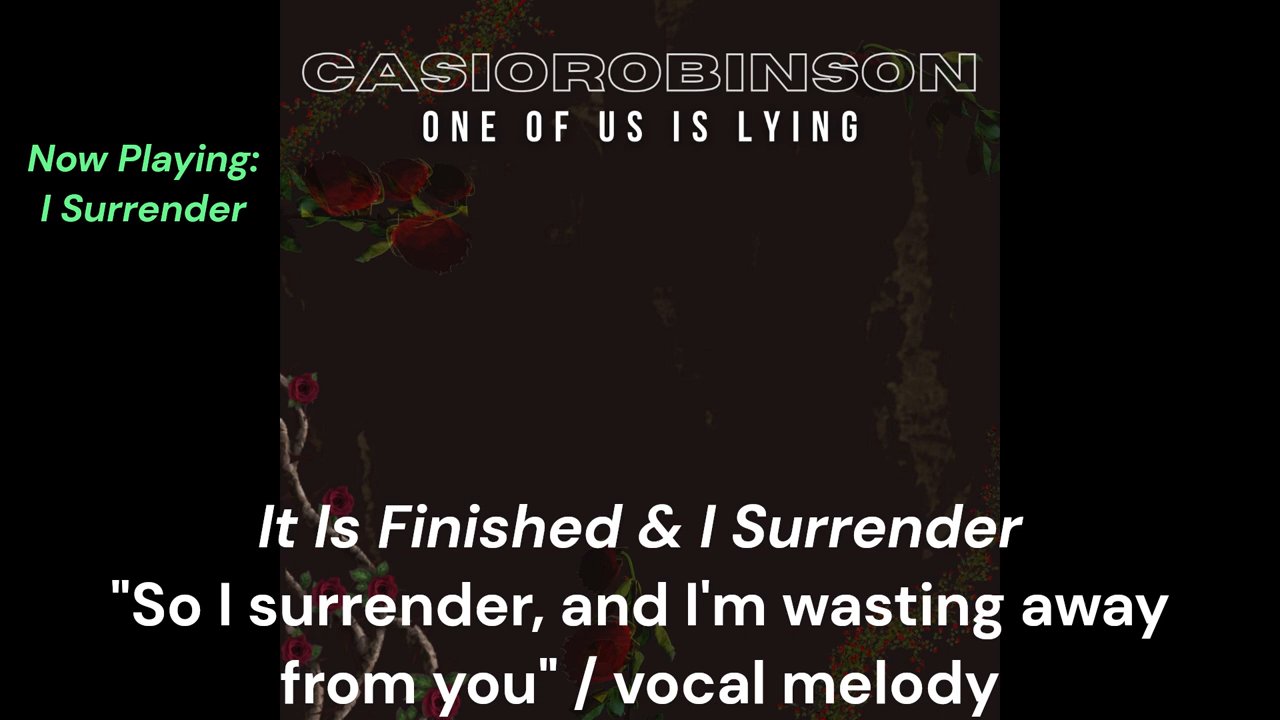 CASIOROBINSON
ONE OF US IS LYING
Now Playing:
I Surrender
It Is Finished & I Surrender
"So I surrender, and I'm wasting away
from you" / vocal melody